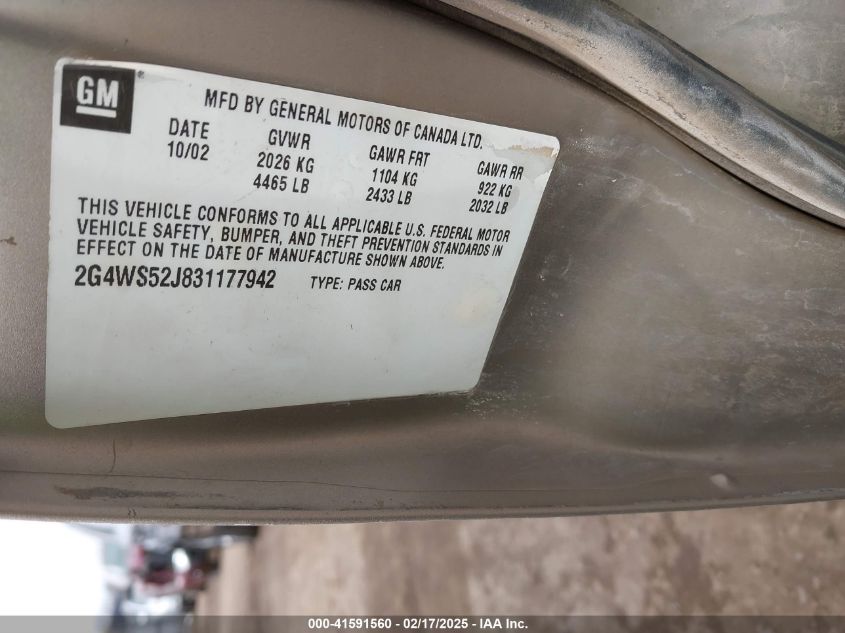 GM
MFD BY GENERAL MOTORS OF CANADA LTD.
DATE GVWR GAWR FRT GAWR RR
10/02 2026 KG 1104 KG 922 KG
4465 LB 2433 LB 2032 LB
THIS VEHICLE CONFORMS TO ALL APPLICABLE U.S. FEDERAL MOTOR
VEHICLE SAFETY, BUMPER, AND THEFT PREVENTION STANDARDS IN
EFFECT ON THE DATE OF MANUFACTURE SHOWN ABOVE.
2G4WS52J831177942 TYPE: PASS CAR
000-41591560 - 02/17/2025 - IAA Inc.